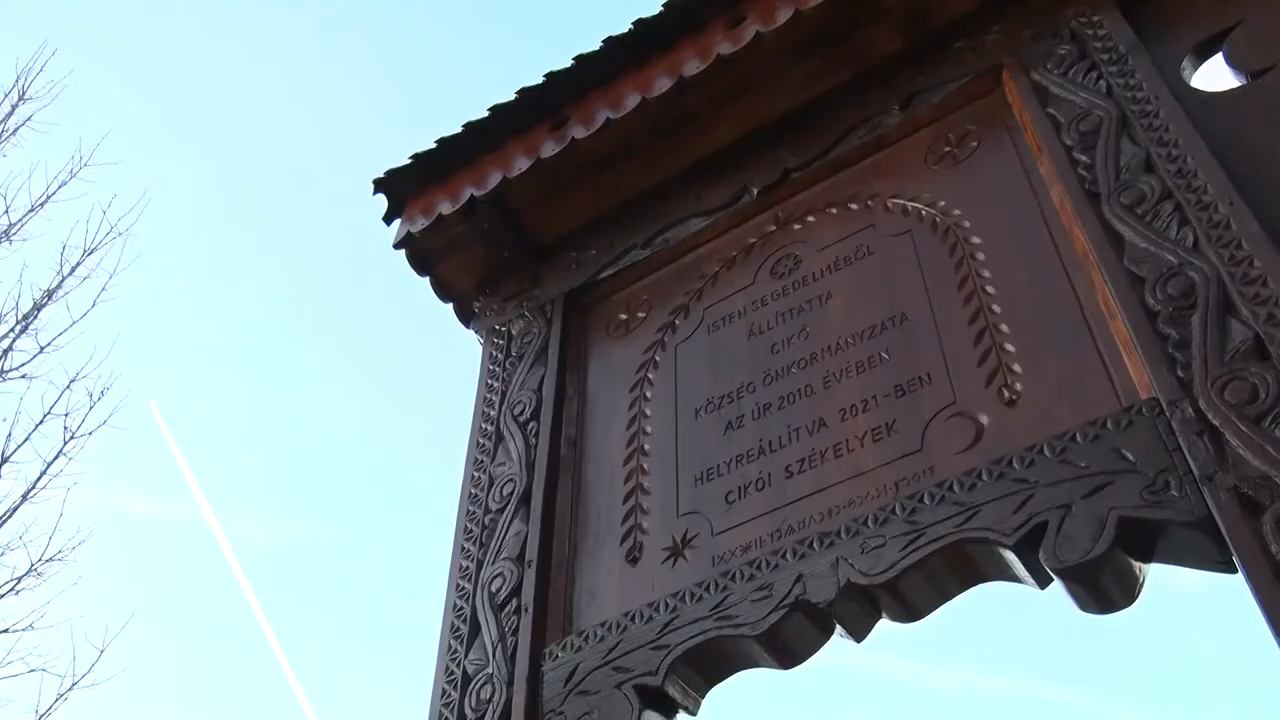 ISTEN SEGEDELMÉBŐL
ÁLLÍTTATTA
CIKÓ
KÖZSÉG ÖNKORMÁNYZATA
AZ ÚR 2010. ÉVÉBEN
HELYREÁLLÍTVA 2021-BEN
CIKÓI SZÉKELYEK